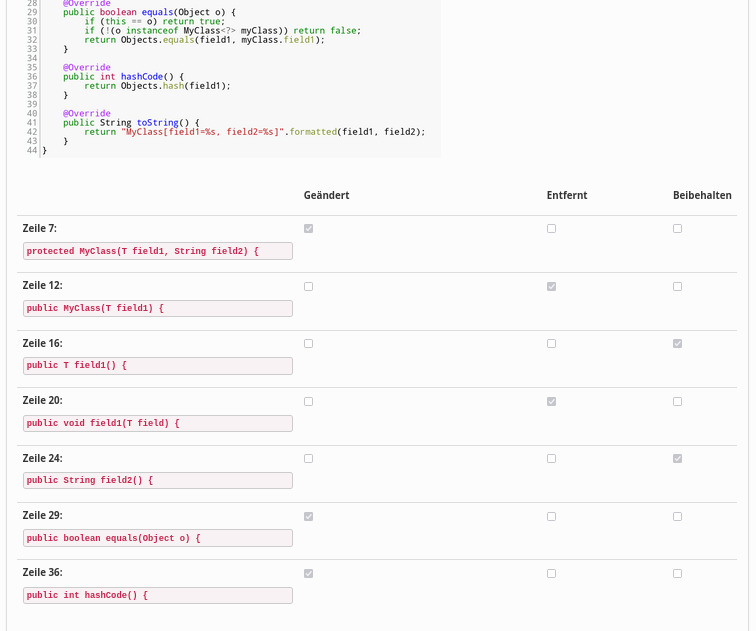 28 @Override
29 public boolean equals(Object o) {
30 if (this == o) return true;
31 if (!(o instanceof MyClass<?> myClass)) return false;
32 return Objects.equals(field1, myClass.field1);
33 }
34
35 @Override
36 public int hashCode() {
37 return Objects.hash(field1);
38 }
39
40 @Override
41 public String toString() {
42 return "MyClass[field1=%s, field2=%s]".formatted(field1, field2);
43 }
44 }
Geändert Entfernt Beibehalten
Zeile 7:
protected MyClass(T field1, String field2) {
Zeile 12:
public MyClass(T field1) {
Zeile 16:
public T field1() {
Zeile 20:
public void field1(T field) {
Zeile 24:
public String field2() {
Zeile 29:
public boolean equals(Object o) {
Zeile 36:
public int hashCode() {